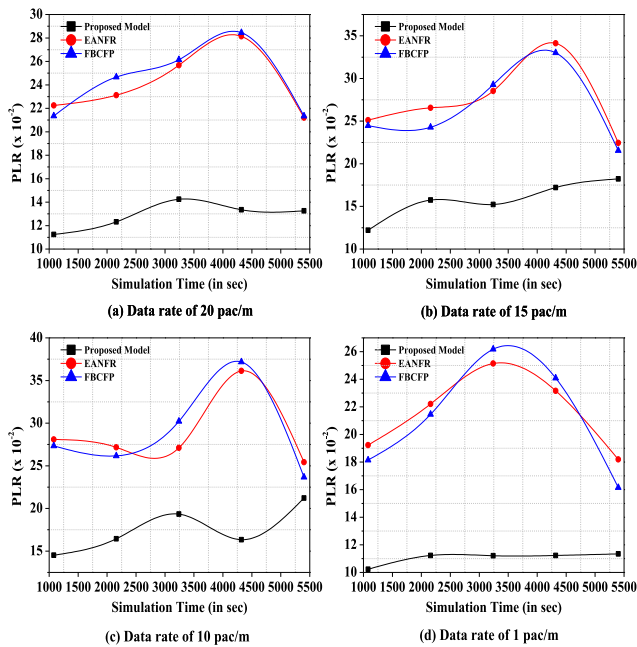 Proposed Model
EANFR
FBCFP
PLR (x 10⁻²)
30
28
26
24
22
20
18
16
14
12
10
1000 1500 2000 2500 3000 3500 4000 4500 5000 5500
Simulation Time (in sec)
(a) Data rate of 20 pac/m
Proposed Model
EANFR
FBCFP
PLR (x 10⁻²)
35
30
25
20
15
10
1000 1500 2000 2500 3000 3500 4000 4500 5000 5500
Simulation Time (in sec)
(b) Data rate of 15 pac/m
Proposed Model
EANFR
FBCFP
PLR (x 10⁻²)
40
35
30
25
20
15
1000 1500 2000 2500 3000 3500 4000 4500 5000 5500
Simulation Time (in sec)
(c) Data rate of 10 pac/m
Proposed Model
EANFR
FBCFP
PLR (x 10⁻²)
26
24
22
20
18
16
14
12
10
1000 1500 2000 2500 3000 3500 4000 4500 5000 5500
Simulation Time (in sec)
(d) Data rate of 1 pac/m